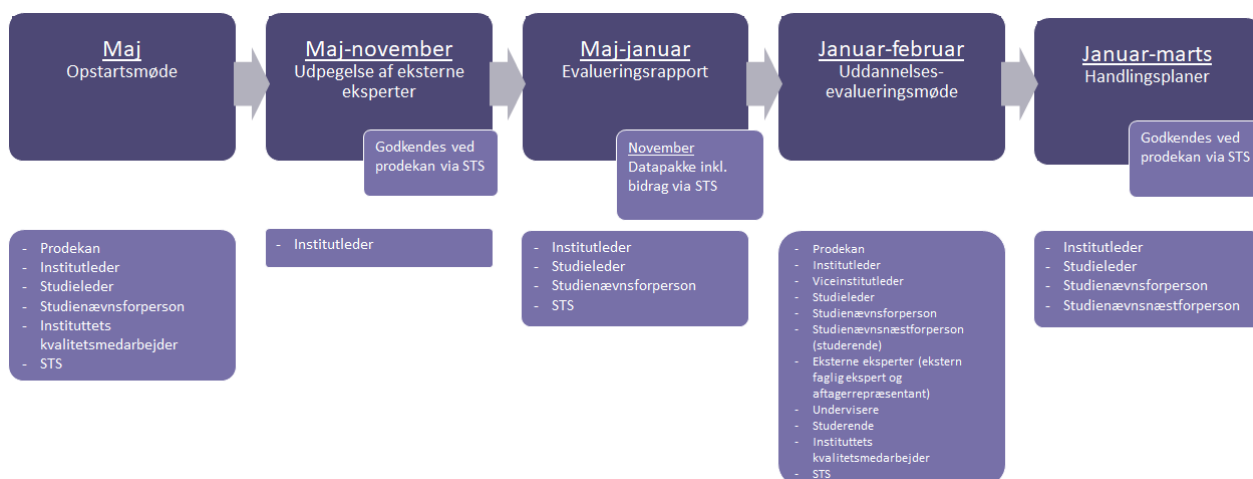 Maj
Opstartsmøde
Maj-november
Udpegelse af eksterne
eksperter
Godkendes ved
prodekan via STS
Maj-januar
Evalueringsrapport
November
Datapakke inkl.
bidrag via STS
Januar-februar
Uddannelses-
evalueringsmøde
Januar-marts
Handlingsplaner
Godkendes ved
prodekan via STS
- Prodekan
- Institutleder
- Studieleder
- Studienævnsforperson
- Instituttets
kvalitetsmedarbejder
- STS
- Institutleder
- Institutleder
- Studieleder
- Studienævnsforperson
- STS
- Prodekan
- Institutleder
- Viceinstitutleder
- Studieleder
- Studienævnsforperson
- Studienævnsnæstforperson
(studerende)
- Eksterne eksperter (ekstern
faglig ekspert og
aftagerrepræsentant)
- Undervisere
- Studerende
- Instituttets
kvalitetsmedarbejder
- STS
- Institutleder
- Studieleder
- Studienævnsforperson
- Studienævnsnæstforperson